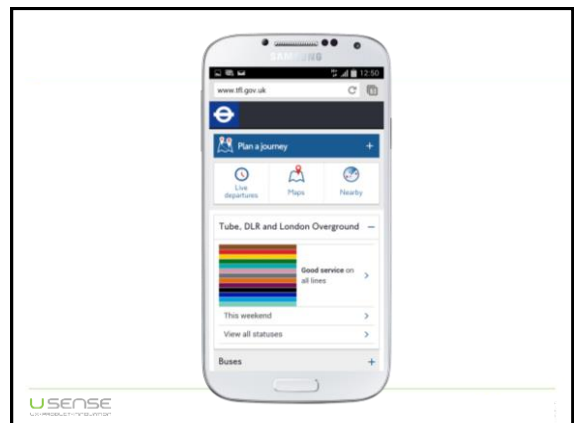 SAMSUNG
12:50
www.tfl.gov.uk
Plan a journey +
Live
departures
Maps
Nearby
Tube, DLR and London Overground −
Good service on
all lines
This weekend
View all statuses
Buses +
USENSE